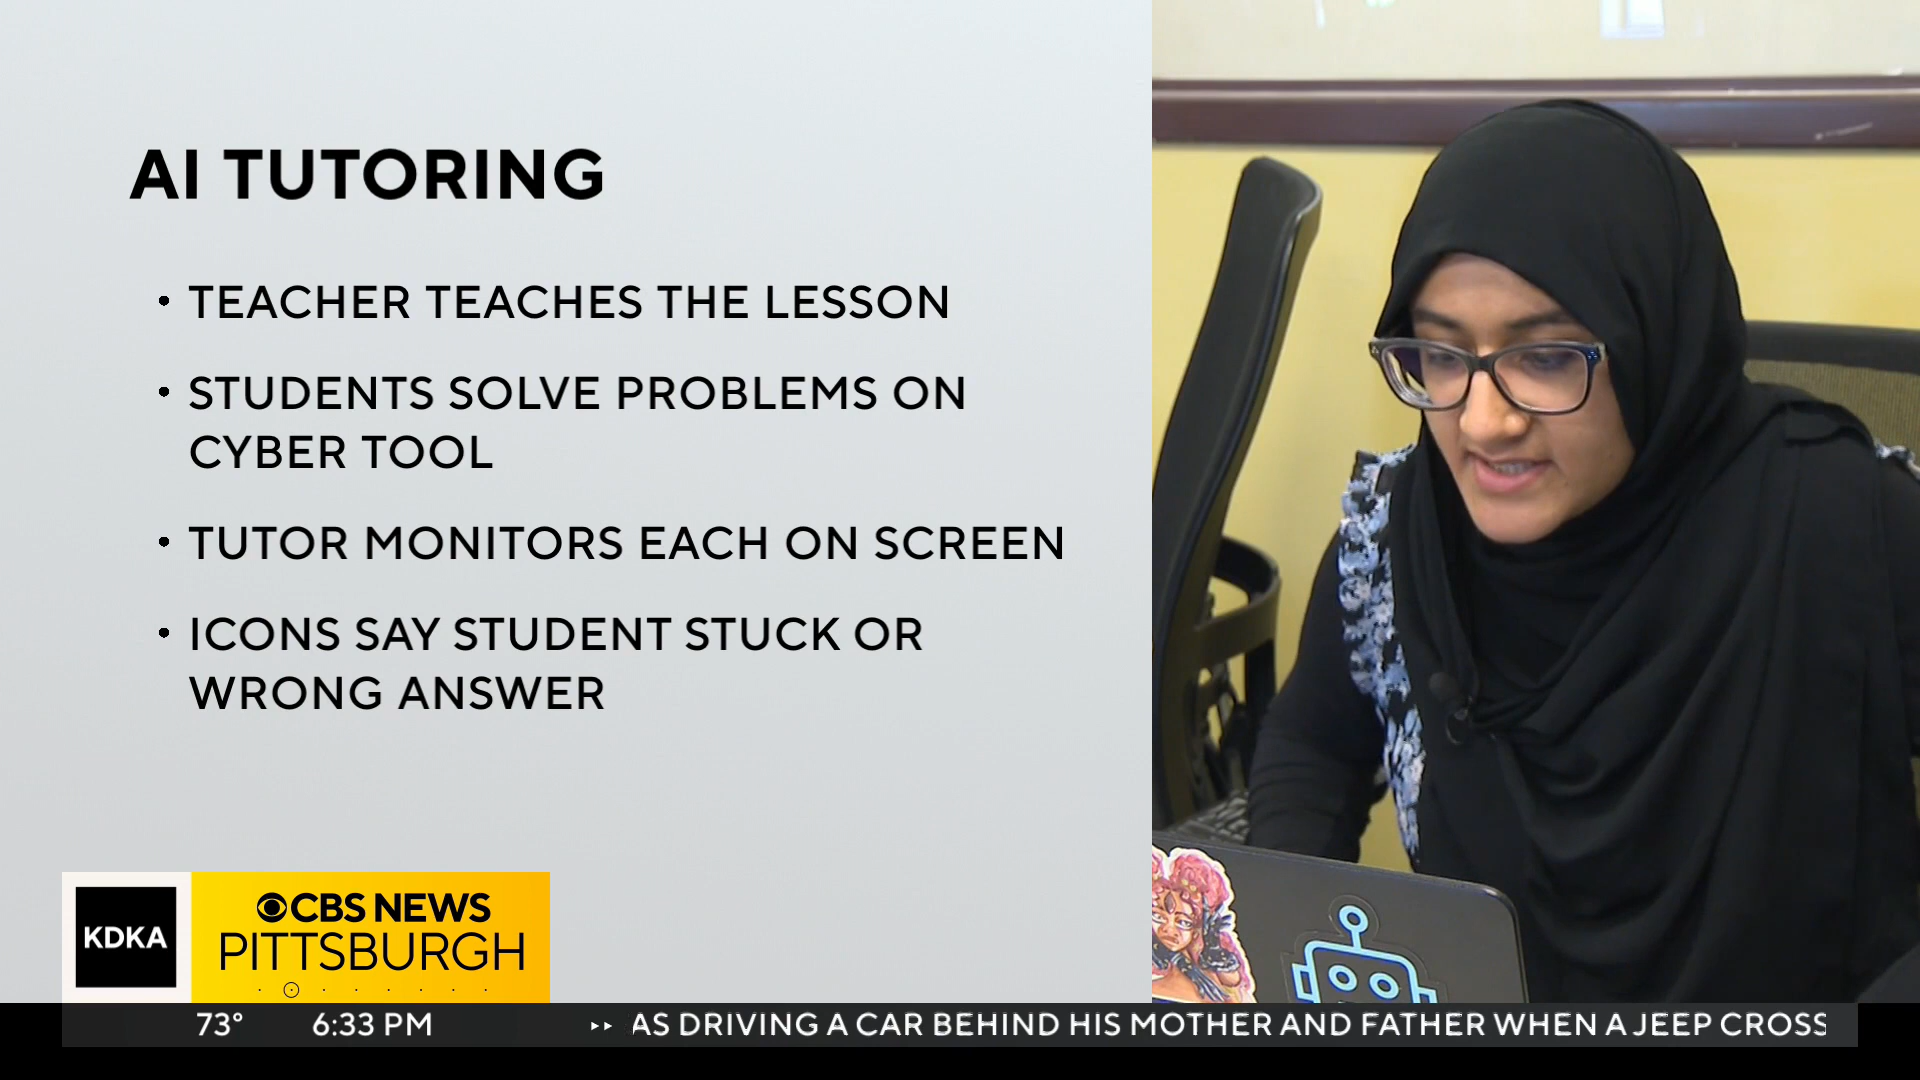 AI TUTORING
• TEACHER TEACHES THE LESSON
• STUDENTS SOLVE PROBLEMS ON
CYBER TOOL
• TUTOR MONITORS EACH ON SCREEN
• ICONS SAY STUDENT STUCK OR
WRONG ANSWER
KDKA
CBS NEWS
PITTSBURGH
73° 6:33 PM AS DRIVING A CAR BEHIND HIS MOTHER AND FATHER WHEN A JEEP CROSS